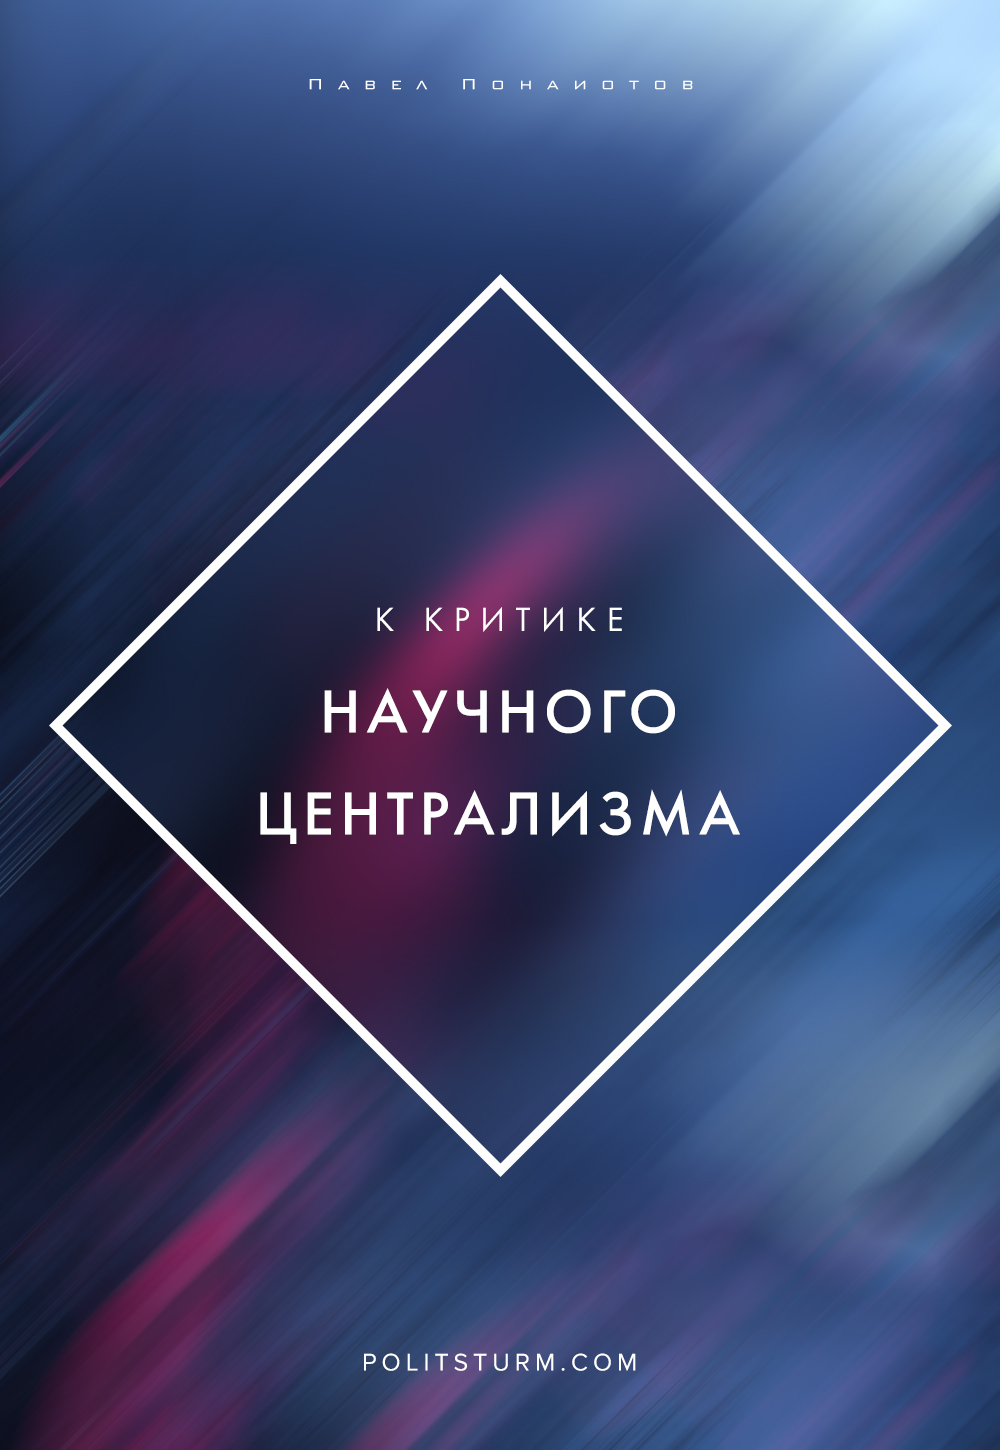 Павел Понаиотов
К КРИТИКЕ
НАУЧНОГО
ЦЕНТРАЛИЗМА
POLITSTURM.COM